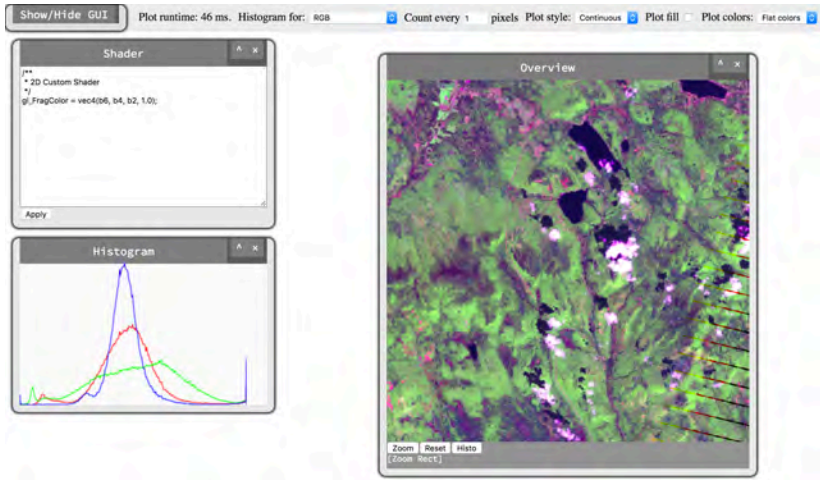 Show/Hide GUI Plot runtime: 46 ms. Histogram for: RGB Count every 1 pixels Plot style: Continuous Plot fill Plot colors: Flat colors
Shader ^ ×
/**
* 2D Custom Shader
*/
gl_FragColor = vec4(b6, b4, b2, 1.0);
Apply
Histogram ^ ×
Overview ^ ×
Zoom Reset Histo
[Zoom Rect]